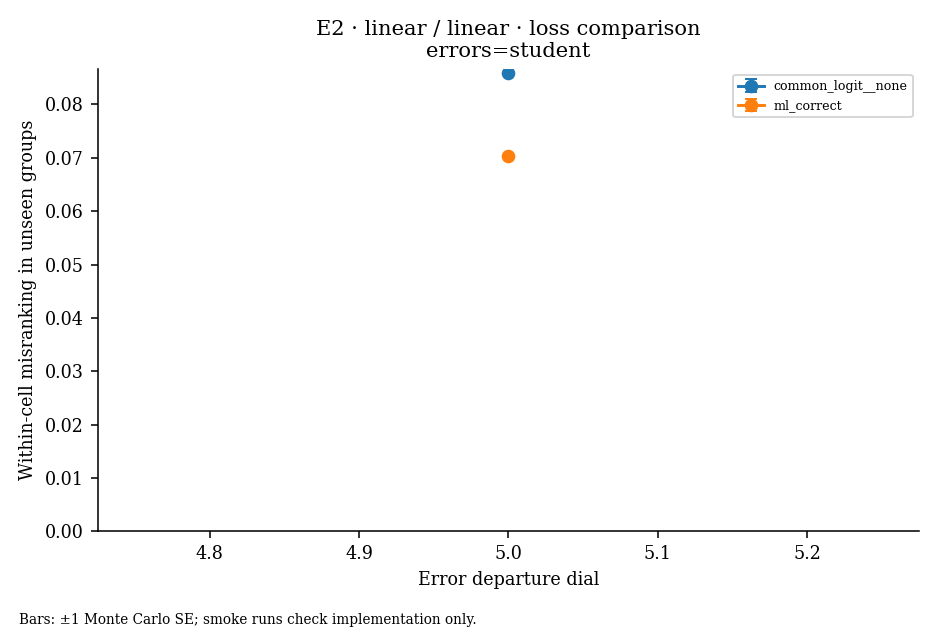 E2 · linear / linear · loss comparison
errors=student
common_logit__none
ml_correct
Within-cell misranking in unseen groups
0.08
0.07
0.06
0.05
0.04
0.03
0.02
0.01
0.00
4.8
4.9
5.0
5.1
5.2
Error departure dial
Bars: ±1 Monte Carlo SE; smoke runs check implementation only.